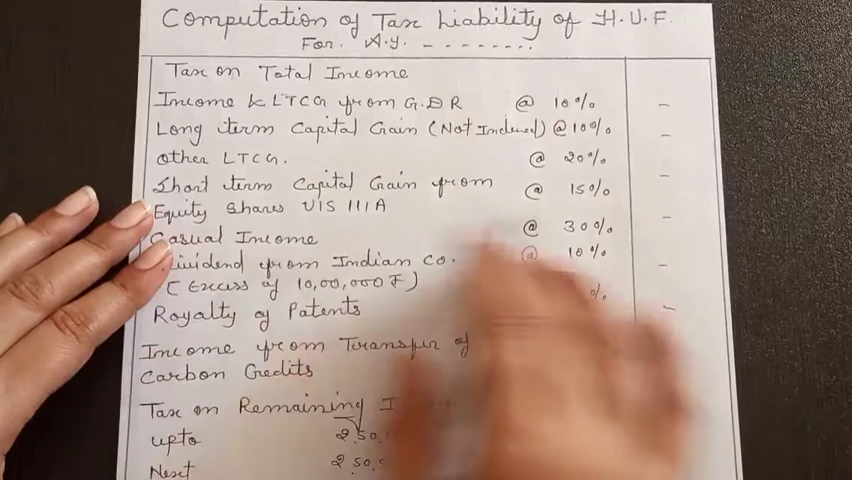 Computation of Tax Liability of H.U.F.
For. A.y. - - - - - - - -
Tax on Total Income
Income & LTCG from G.D R @ 10% -
Long term Capital Gain (Not Indexed) @ 10% -
Other LTCG. @ 20% -
Short term Capital Gain from @ 15% -
Equity Shares U/S 111A
Casual Income @ 30% -
Dividend from Indian Co. @ 10% -
(Excess of 10,00,000 ₹)
Royalty of Patents % -
Income from Transfer of
Carbon Credits
Tax on Remaining
upto
Next